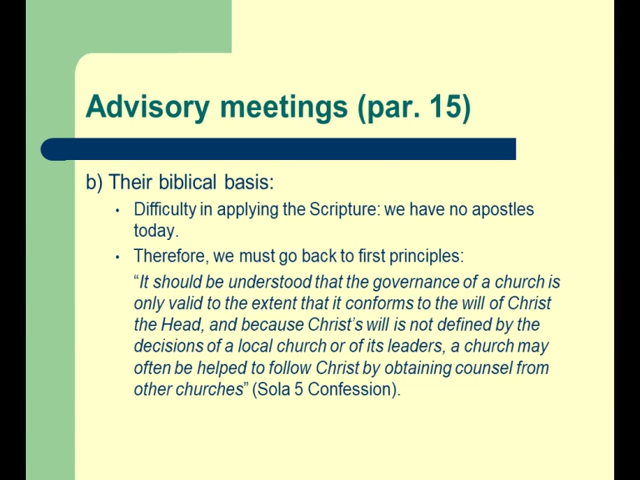 Advisory meetings (par. 15)
b) Their biblical basis:
• Difficulty in applying the Scripture: we have no apostles
today.
• Therefore, we must go back to first principles:
“It should be understood that the governance of a church is
only valid to the extent that it conforms to the will of Christ
the Head, and because Christ’s will is not defined by the
decisions of a local church or of its leaders, a church may
often be helped to follow Christ by obtaining counsel from
other churches” (Sola 5 Confession).